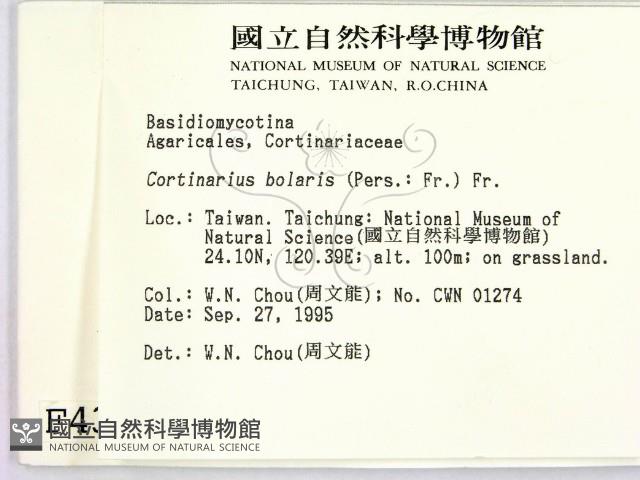 國立自然科學博物館
NATIONAL MUSEUM OF NATURAL SCIENCE
TAICHUNG, TAIWAN, R.O.CHINA
Basidiomycotina
Agaricales, Cortinariaceae
Cortinarius bolaris (Pers.: Fr.) Fr.
Loc.: Taiwan. Taichung: National Museum of
Natural Science(國立自然科學博物館)
24.10N, 120.39E; alt. 100m; on grassland.
Col.: W.N. Chou(周文能); No. CWN 01274
Date: Sep. 27, 1995
Det.: W.N. Chou(周文能)
國立自然科學博物館
NATIONAL MUSEUM OF NATURAL SCIENCE